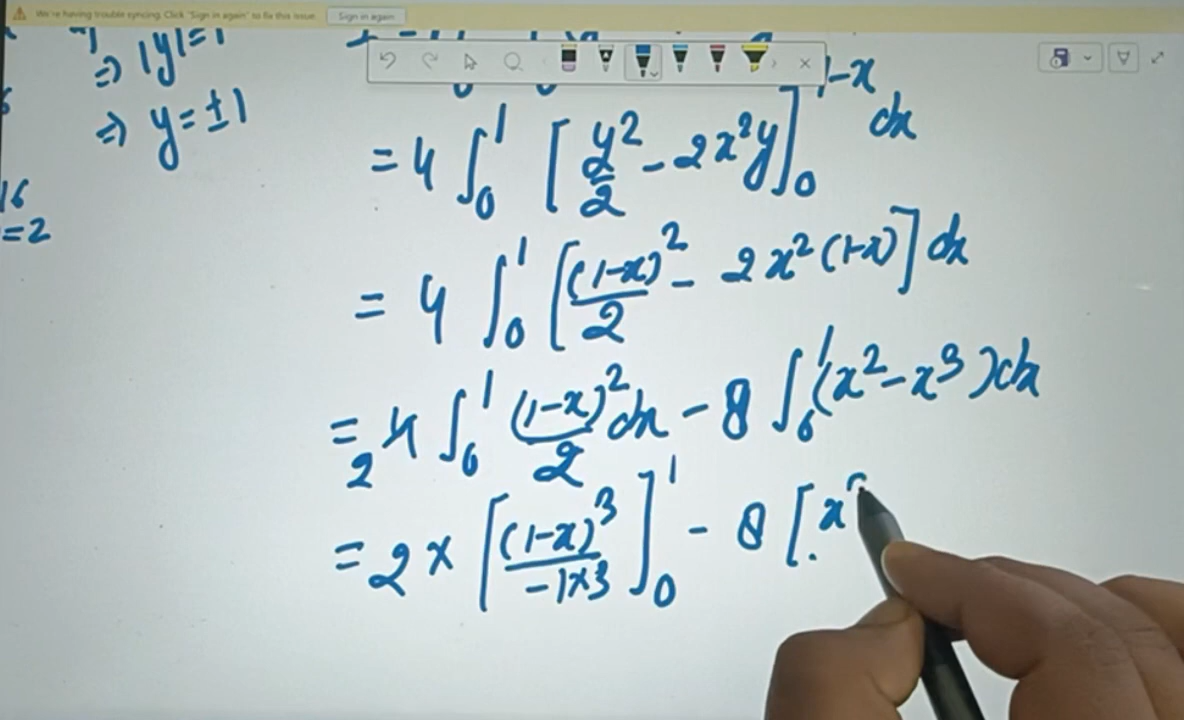 We're having trouble syncing. Click "Sign in again" to fix this issue. Sign in again
⇒ |y|=1
⇒ y=±1
16
=2
= 4 ∫₀¹ [y²/2 - 2x²y]₀^(1-x) dx
= 4 ∫₀¹ [(1-x)²/2 - 2x²(1-x)] dx
= 2 4 ∫₀¹ (1-x)²/2 dx - 8 ∫₀¹ (x²-x³)dx
= 2 × [(1-x)³/-1×3]₀¹ - 8 [x